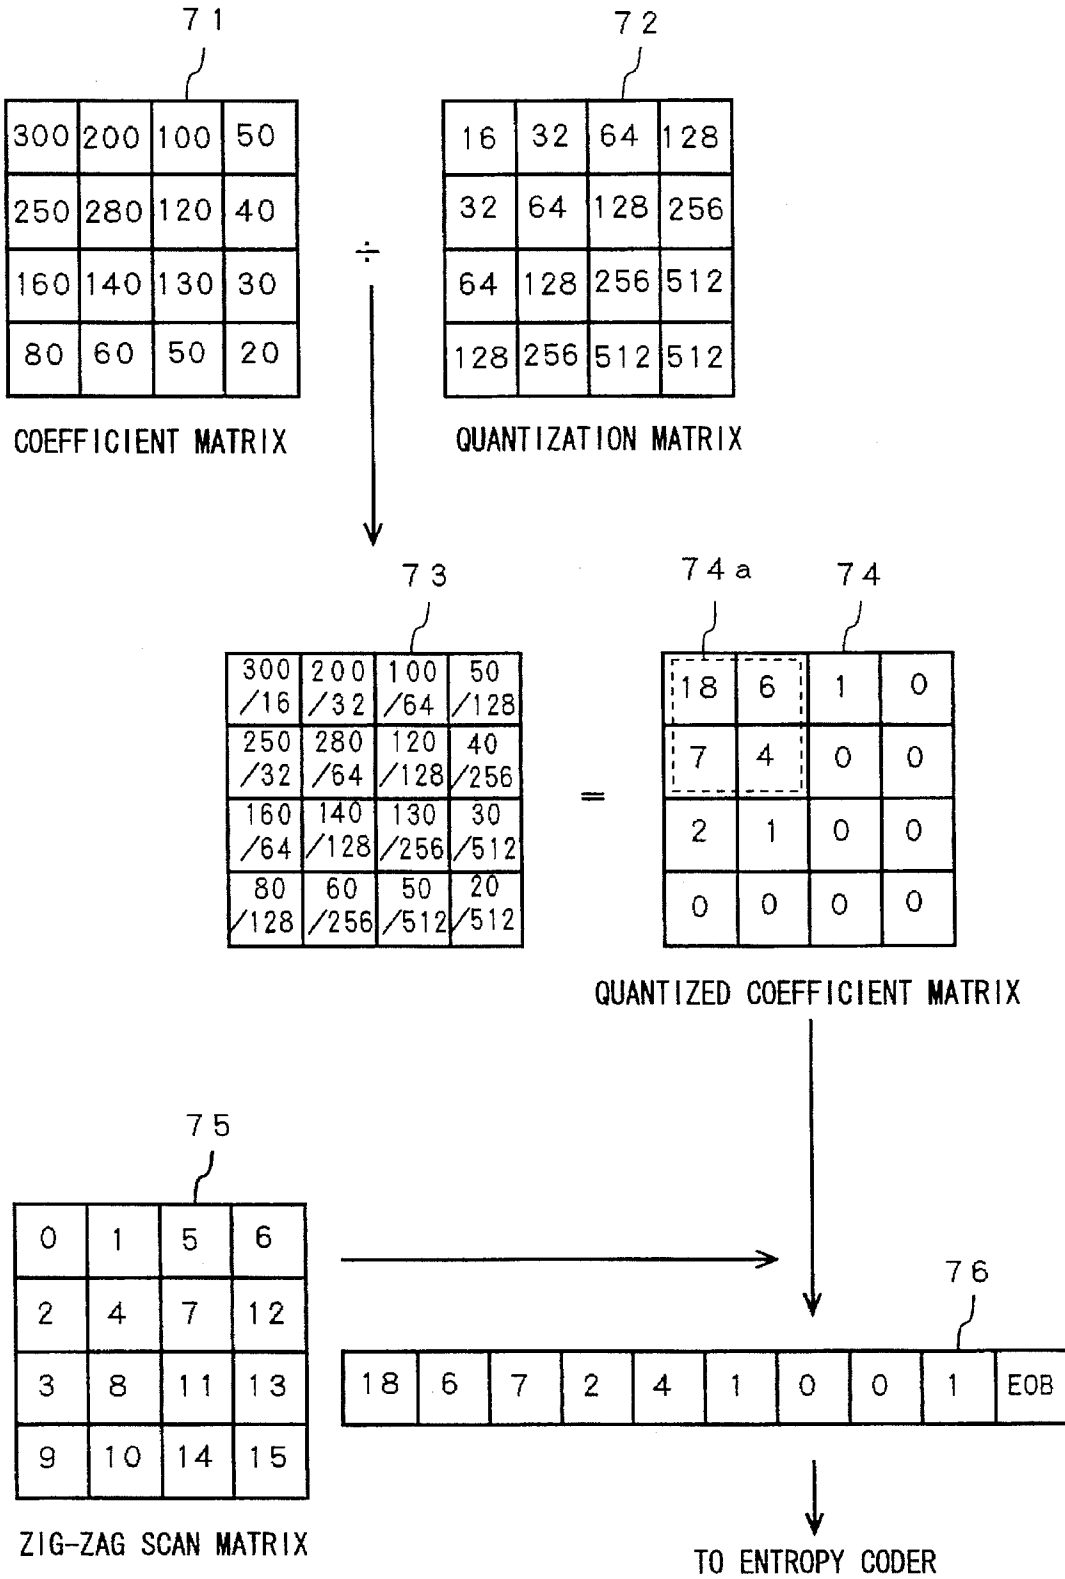 71 72
300 200 100 50
250 280 120 40
160 140 130 30
80 60 50 20
÷
16 32 64 128
32 64 128 256
64 128 256 512
128 256 512 512
COEFFICIENT MATRIX
QUANTIZATION MATRIX
73 74a 74
300 200 100 50
/16 /32 /64 /128
250 280 120 40
/32 /64 /128 /256
160 140 130 30
/64 /128 /256 /512
80 60 50 20
/128 /256 /512 /512
=
18 6 1 0
7 4 0 0
2 1 0 0
0 0 0 0
QUANTIZED COEFFICIENT MATRIX
75
0 1 5 6
2 4 7 12
3 8 11 13
9 10 14 15
ZIG-ZAG SCAN MATRIX
76
18 6 7 2 4 1 0 0 1 EOB
TO ENTROPY CODER